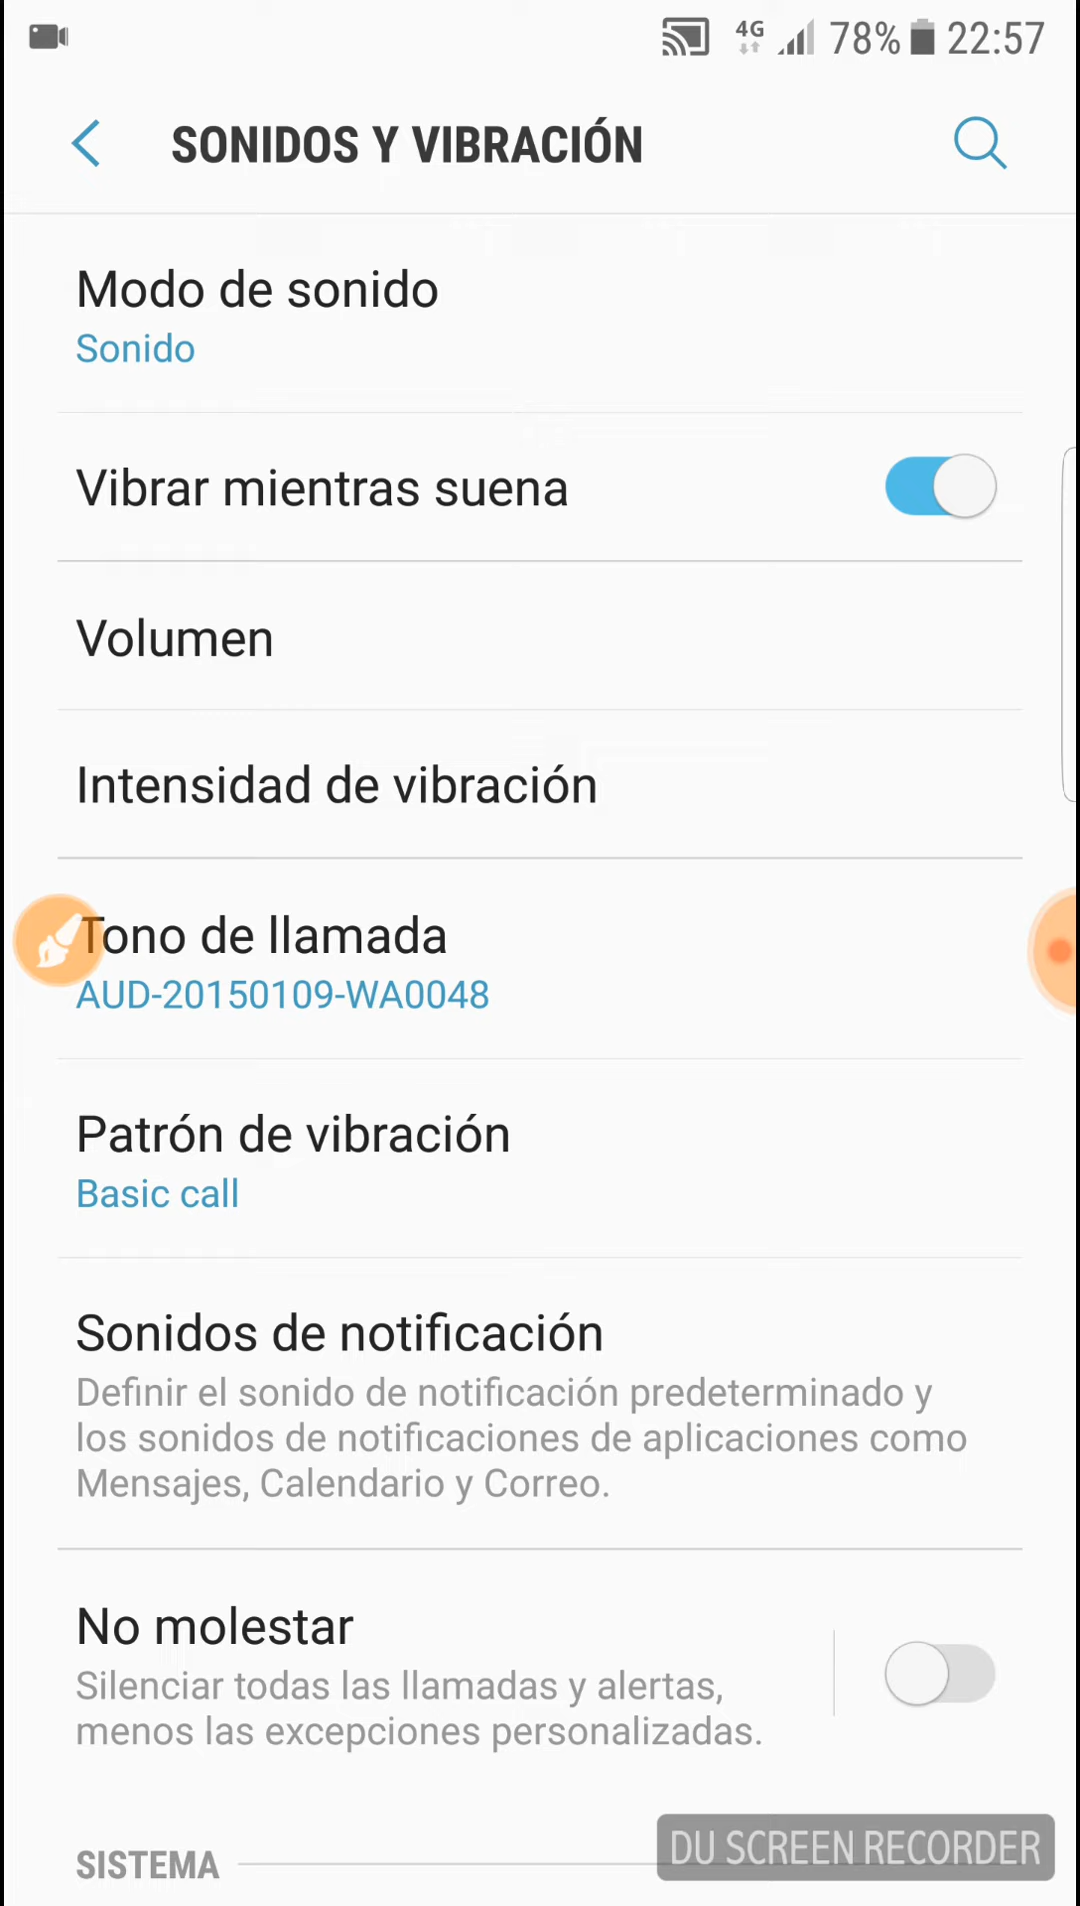 4G 78% 22:57
SONIDOS Y VIBRACIÓN
Modo de sonido
Sonido
Vibrar mientras suena
Volumen
Intensidad de vibración
Tono de llamada
AUD-20150109-WA0048
Patrón de vibración
Basic call
Sonidos de notificación
Definir el sonido de notificación predeterminado y
los sonidos de notificaciones de aplicaciones como
Mensajes, Calendario y Correo.
No molestar
Silenciar todas las llamadas y alertas,
menos las excepciones personalizadas.
SISTEMA
DU SCREEN RECORDER